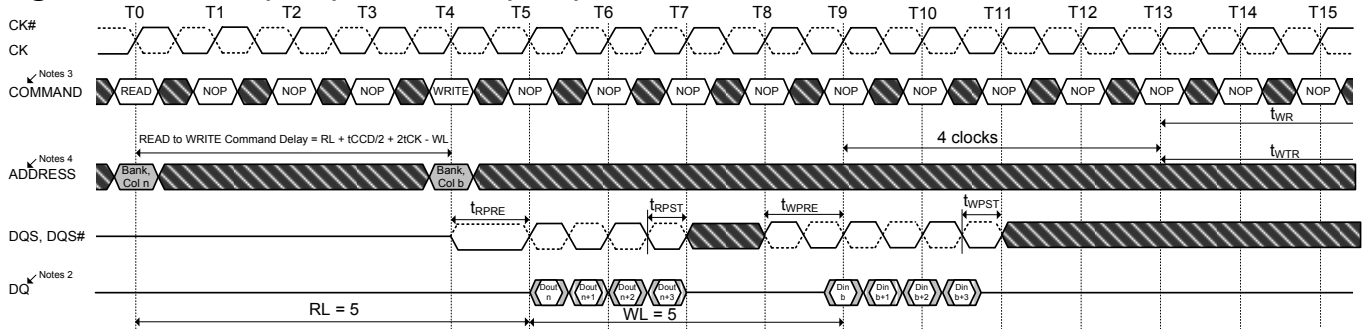 T0 T1 T2 T3 T4 T5 T6 T7 T8 T9 T10 T11 T12 T13 T14 T15
CK#
CK
Notes 3
COMMAND READ NOP NOP NOP WRITE NOP NOP NOP NOP NOP NOP NOP NOP NOP NOP NOP
tWR
READ to WRITE Command Delay = RL + tCCD/2 + 2tCK - WL
4 clocks
tWTR
Notes 4
ADDRESS Bank, Col n Bank, Col b
tRPRE tRPST tWPRE tWPST
DQS, DQS#
Notes 2
DQ Dout n Dout n+1 Dout n+2 Dout n+3 Din b Din b+1 Din b+2 Din b+3
RL = 5 WL = 5